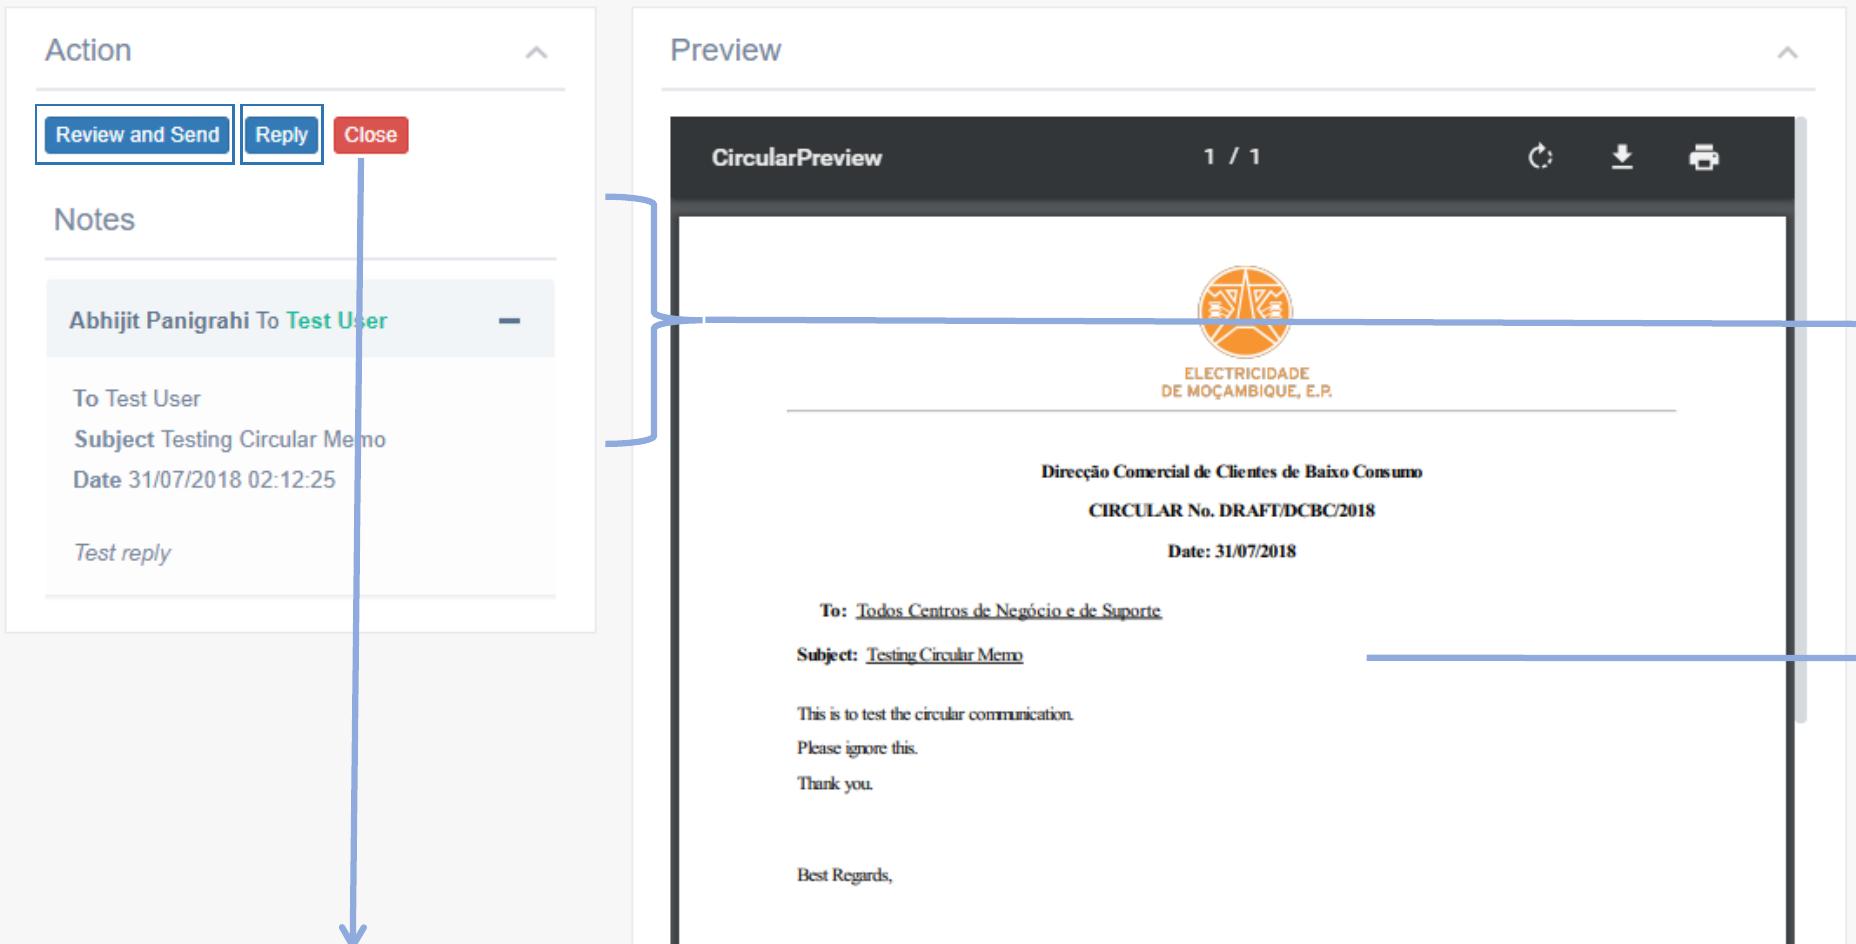 Action
Review and Send Reply Close
Notes
Abhijit Panigrahi To Test User
To Test User
Subject Testing Circular Memo
Date 31/07/2018 02:12:25
Test reply
Preview
CircularPreview 1 / 1
ELECTRICIDADE
DE MOÇAMBIQUE, E.P.
Direcção Comercial de Clientes de Baixo Consumo
CIRCULAR No. DRAFT/DCBC/2018
Date: 31/07/2018
To: Todos Centros de Negócio e de Suporte
Subject: Testing Circular Memo
This is to test the circular communication.
Please ignore this.
Thank you.
Best Regards,